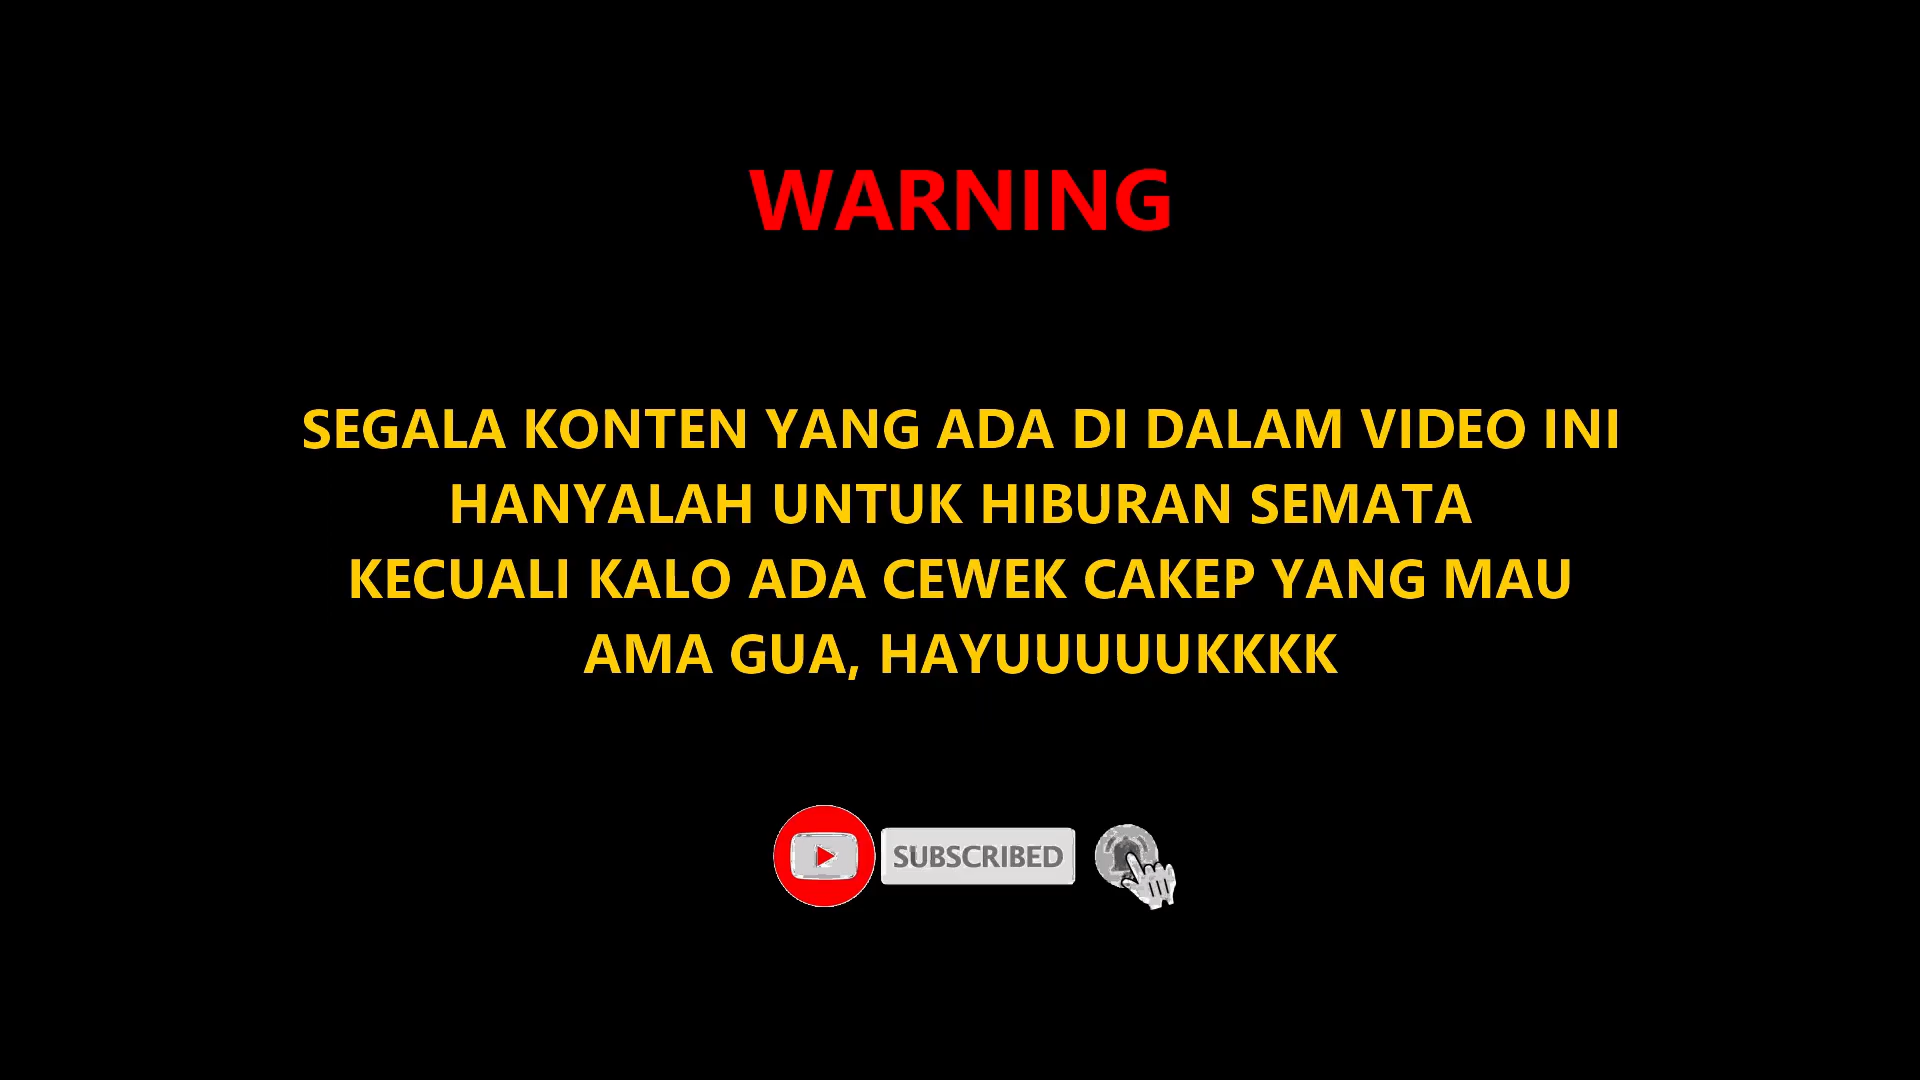 WARNING
SEGALA KONTEN YANG ADA DI DALAM VIDEO INI
HANYALAH UNTUK HIBURAN SEMATA
KECUALI KALO ADA CEWEK CAKEP YANG MAU
AMA GUA, HAYUUUUUKKKK
SUBSCRIBED